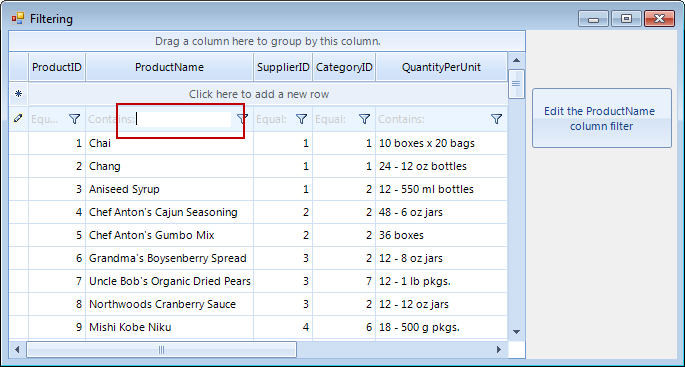 Filtering
Drag a column here to group by this column.
ProductID ProductName SupplierID CategoryID QuantityPerUnit
Click here to add a new row
Equ... Contains: Equal: Equal: Contains:
1 Chai 1 1 10 boxes x 20 bags
2 Chang 1 1 24 - 12 oz bottles
3 Aniseed Syrup 1 2 12 - 550 ml bottles
4 Chef Anton's Cajun Seasoning 2 2 48 - 6 oz jars
5 Chef Anton's Gumbo Mix 2 2 36 boxes
6 Grandma's Boysenberry Spread 3 2 12 - 8 oz jars
7 Uncle Bob's Organic Dried Pears 3 7 12 - 1 lb pkgs.
8 Northwoods Cranberry Sauce 3 2 12 - 12 oz jars
9 Mishi Kobe Niku 4 6 18 - 500 g pkgs.
Edit the ProductName
column filter